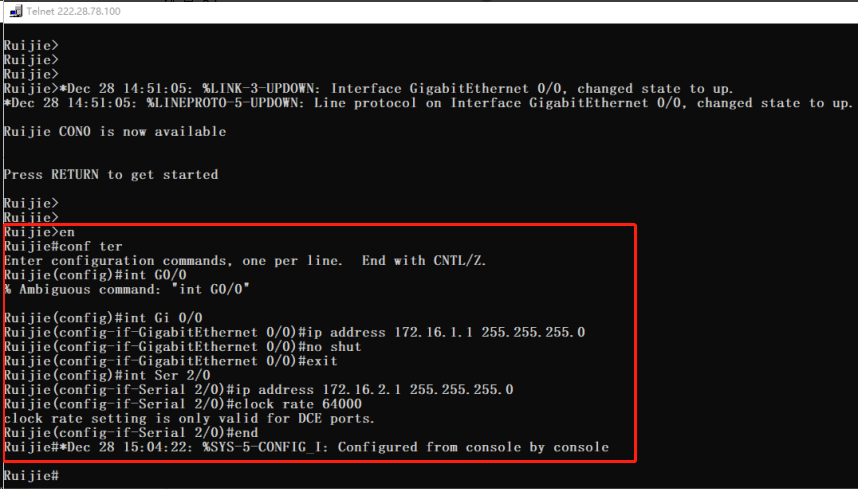 Telnet 222.28.78.100
Ruijie>
Ruijie>
Ruijie>
Ruijie>*Dec 28 14:51:05: %LINK-3-UPDOWN: Interface GigabitEthernet 0/0, changed state to up.
*Dec 28 14:51:05: %LINEPROTO-5-UPDOWN: Line protocol on Interface GigabitEthernet 0/0, changed state to up.
Ruijie CON0 is now available
Press RETURN to get started
Ruijie>
Ruijie>
Ruijie>en
Ruijie#conf ter
Enter configuration commands, one per line.  End with CNTL/Z.
Ruijie(config)#int G0/0
% Ambiguous command: "int G0/0"
Ruijie(config)#int Gi 0/0
Ruijie(config-if-GigabitEthernet 0/0)#ip address 172.16.1.1 255.255.255.0
Ruijie(config-if-GigabitEthernet 0/0)#no shut
Ruijie(config-if-GigabitEthernet 0/0)#exit
Ruijie(config)#int Ser 2/0
Ruijie(config-if-Serial 2/0)#ip address 172.16.2.1 255.255.255.0
Ruijie(config-if-Serial 2/0)#clock rate 64000
clock rate setting is only valid for DCE ports.
Ruijie(config-if-Serial 2/0)#end
Ruijie#*Dec 28 15:04:22: %SYS-5-CONFIG_I: Configured from console by console
Ruijie#